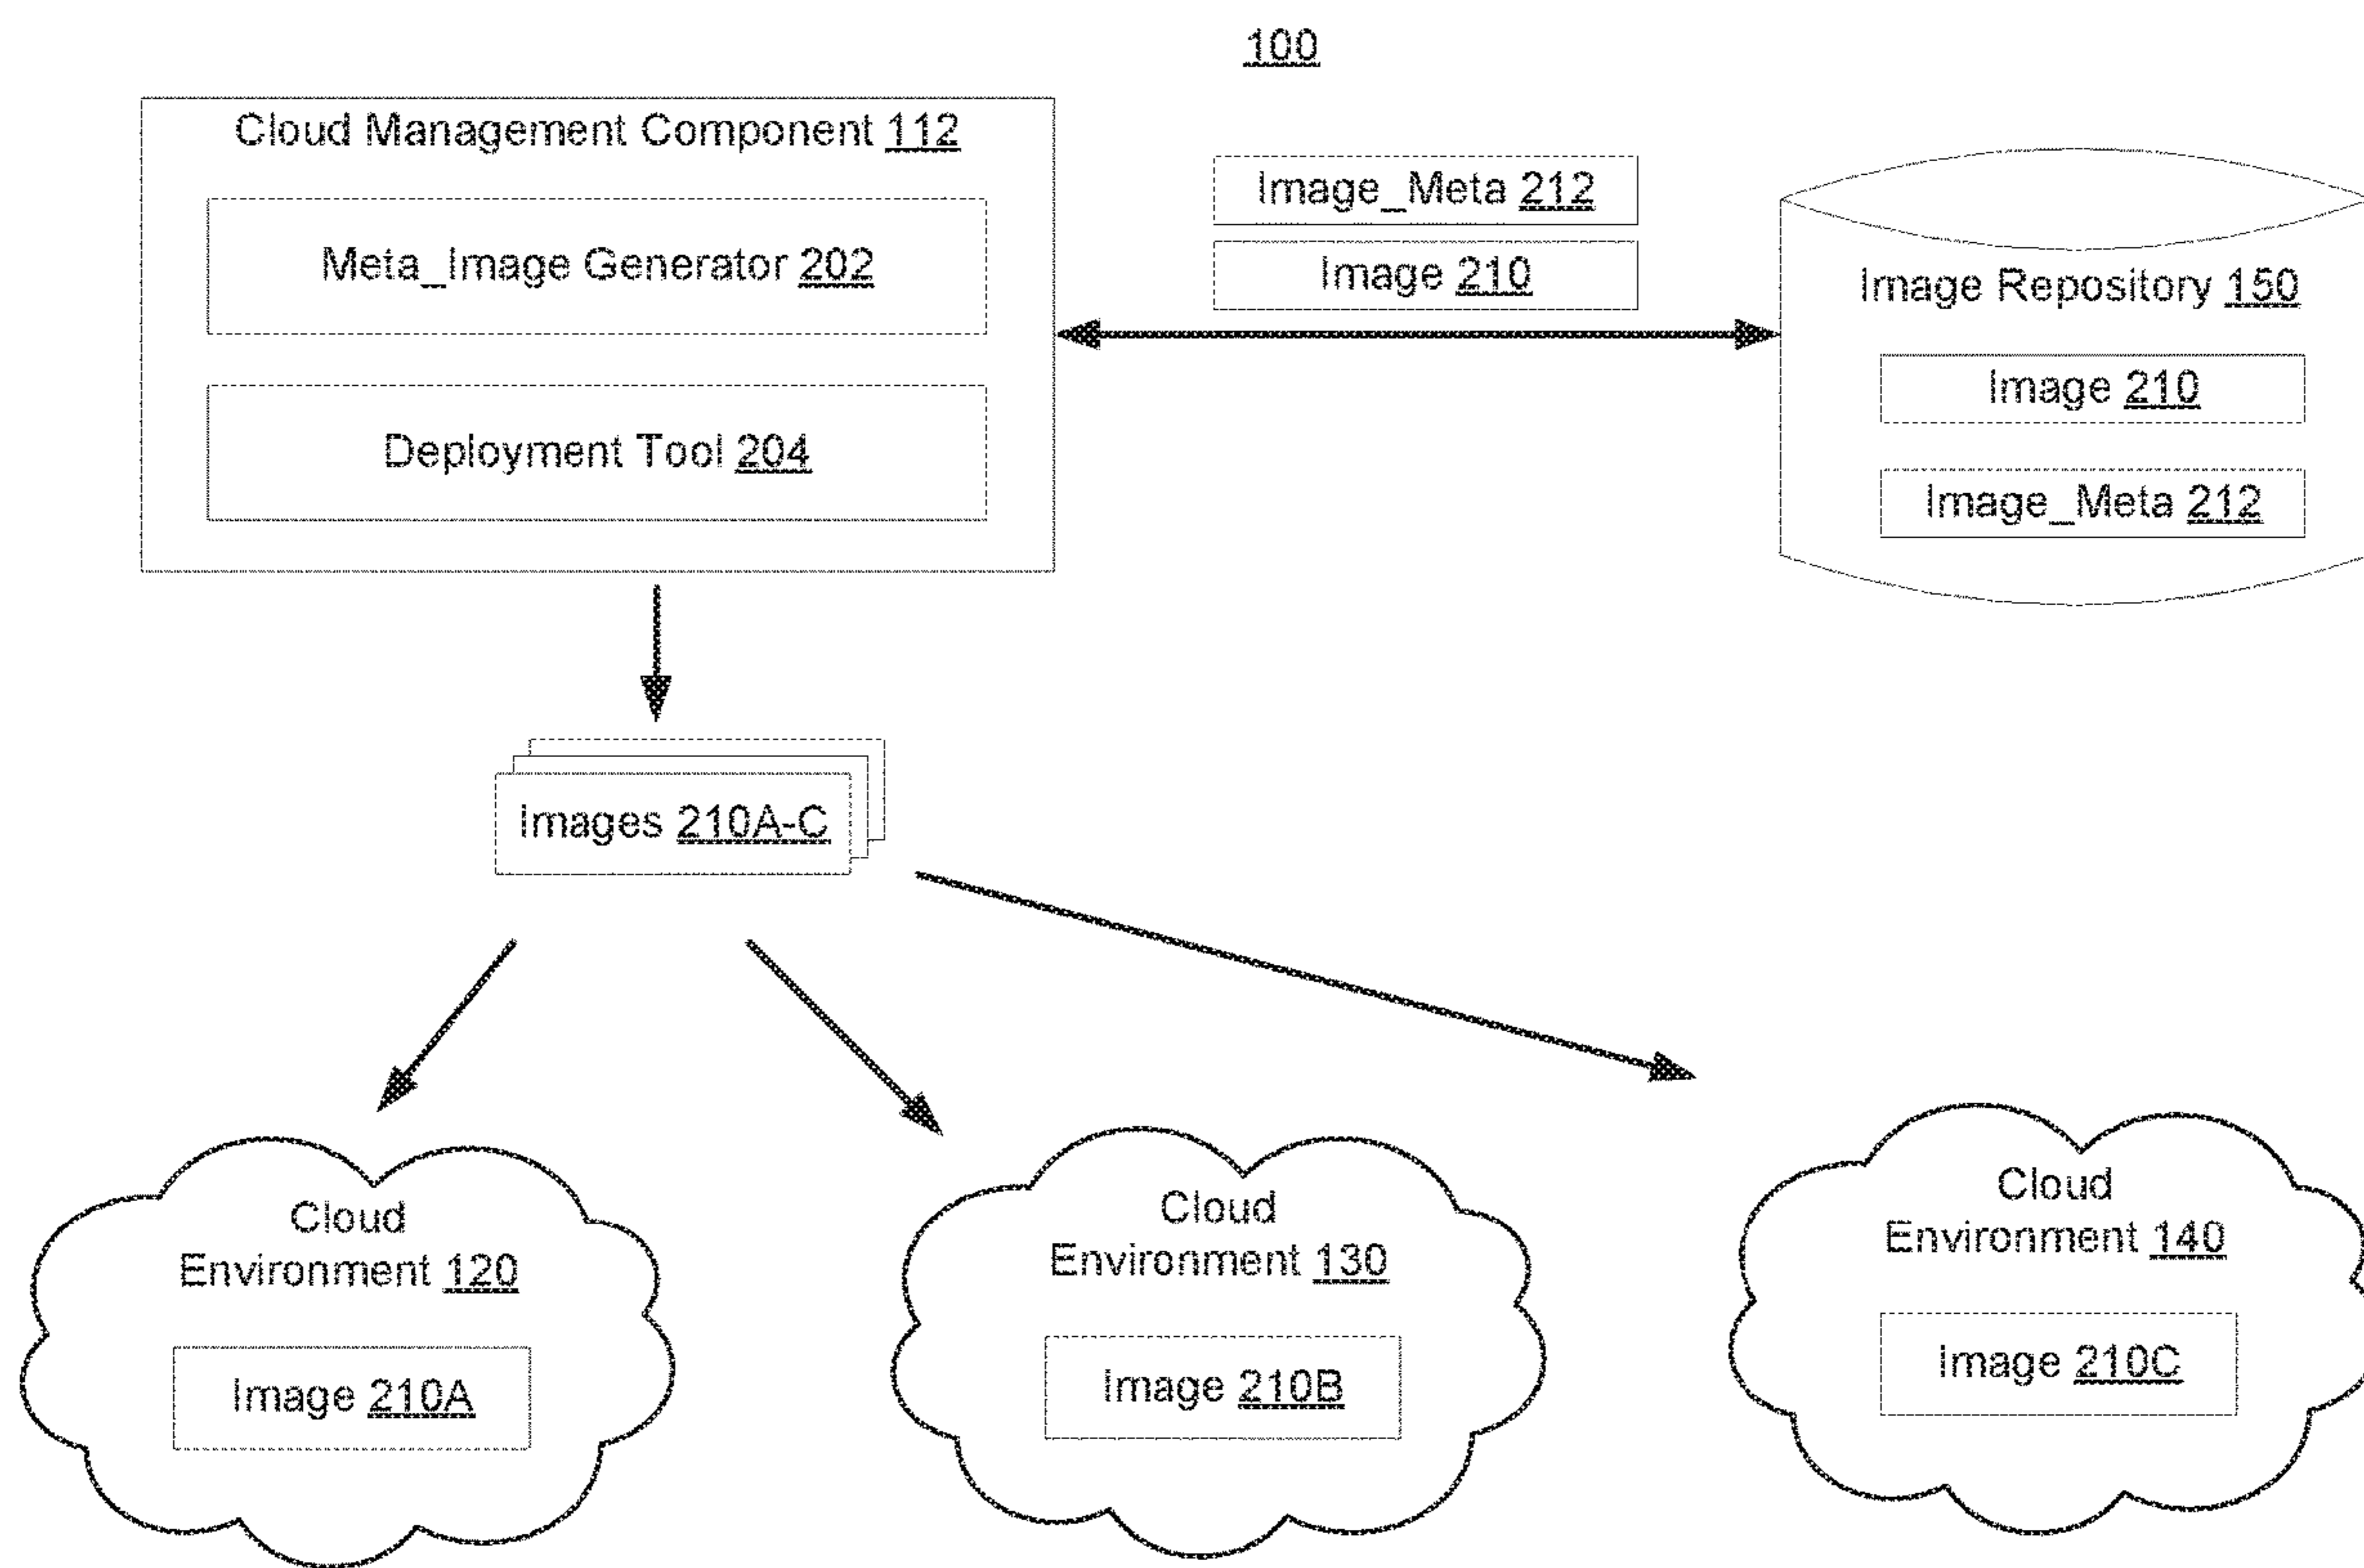 100
Cloud Management Component 112
Meta_Image Generator 202
Deployment Tool 204
Image_Meta 212
Image 210
Image Repository 150
Image 210
Image_Meta 212
Images 210A-C
Cloud
Environment 120
Image 210A
Cloud
Environment 130
Image 210B
Cloud
Environment 140
Image 210C